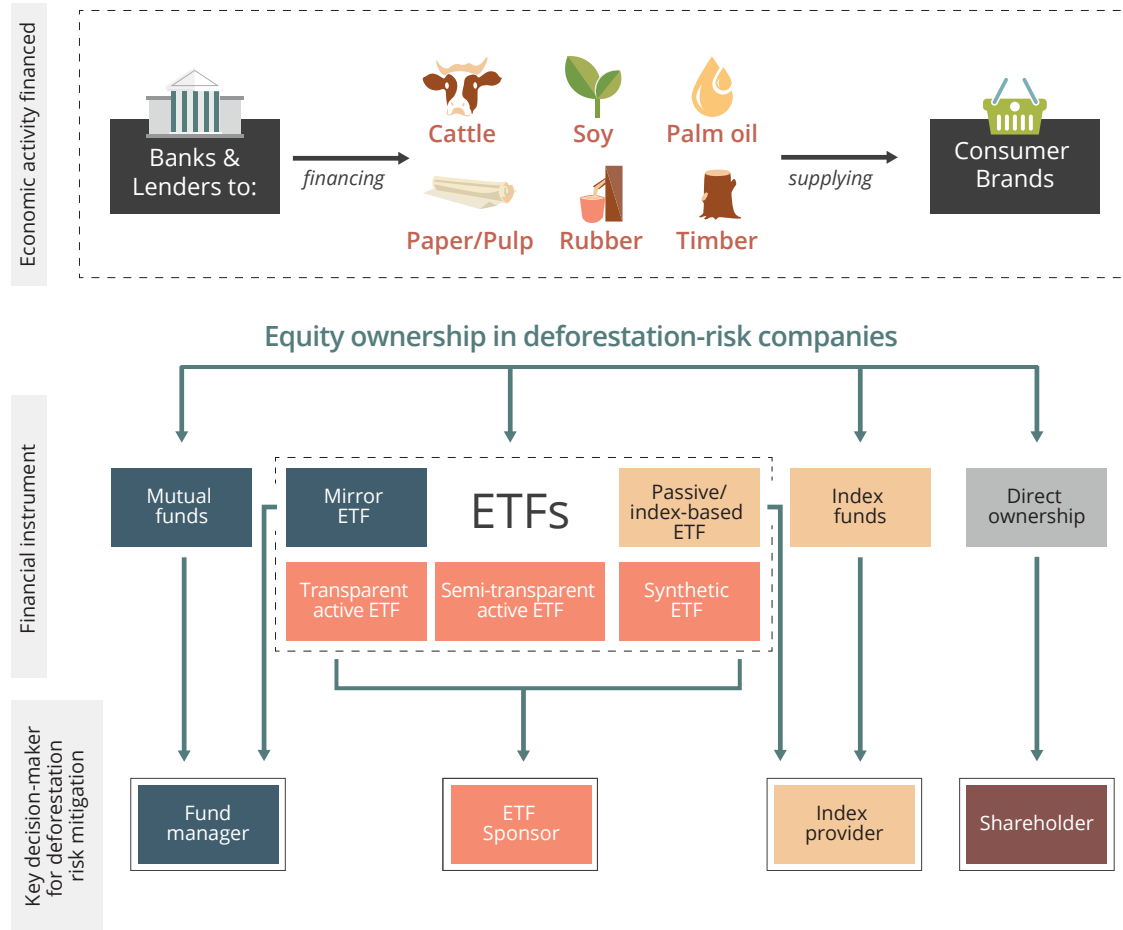 Economic activity financed
Banks &
Lenders to:
financing
Cattle
Soy
Palm oil
Paper/Pulp
Rubber
Timber
supplying
Consumer
Brands
Equity ownership in deforestation-risk companies
Financial instrument
Mutual
funds
Mirror
ETF
ETFs
Passive/
index-based
ETF
Index
funds
Direct
ownership
Transparent
active ETF
Semi-transparent
active ETF
Synthetic
ETF
Key decision-maker
for deforestation
risk mitigation
Fund
manager
ETF
Sponsor
Index
provider
Shareholder